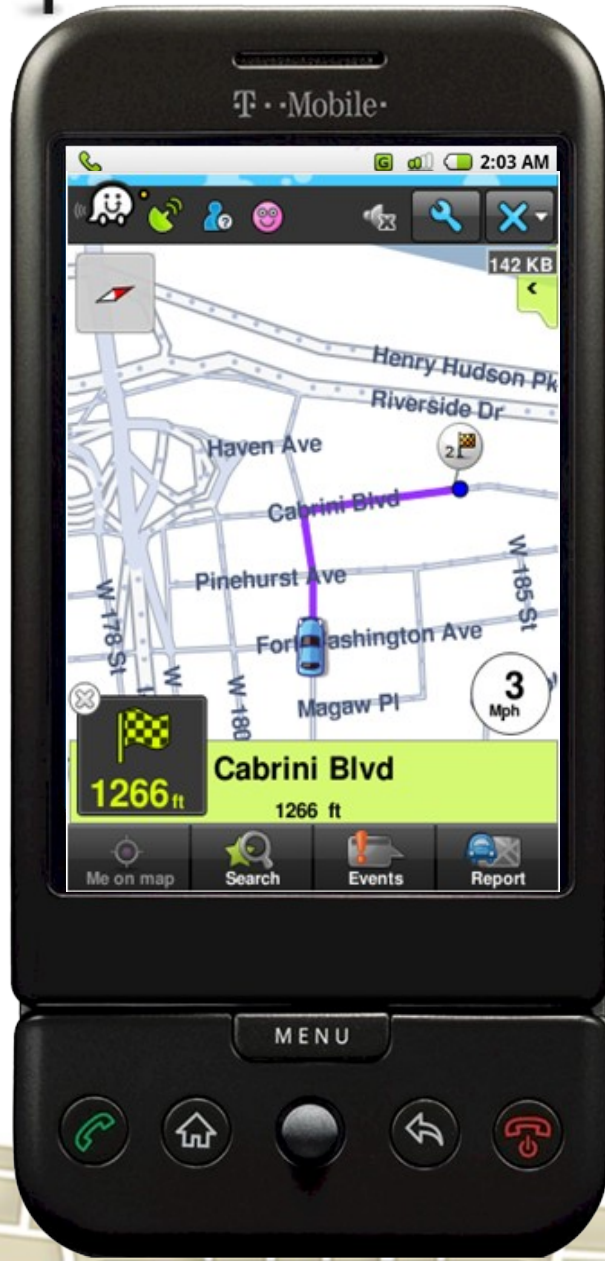 T··Mobile·
G 2:03 AM
142 KB
Henry Hudson Pk
Riverside Dr
Haven Ave
2
Cabrini Blvd
Pinehurst Ave
W 185 St
W 178 St
Fort Washington Ave
W
W 180
Magaw Pl
3
Mph
Cabrini Blvd
1266 ft
1266 ft
Me on map Search Events Report
MENU